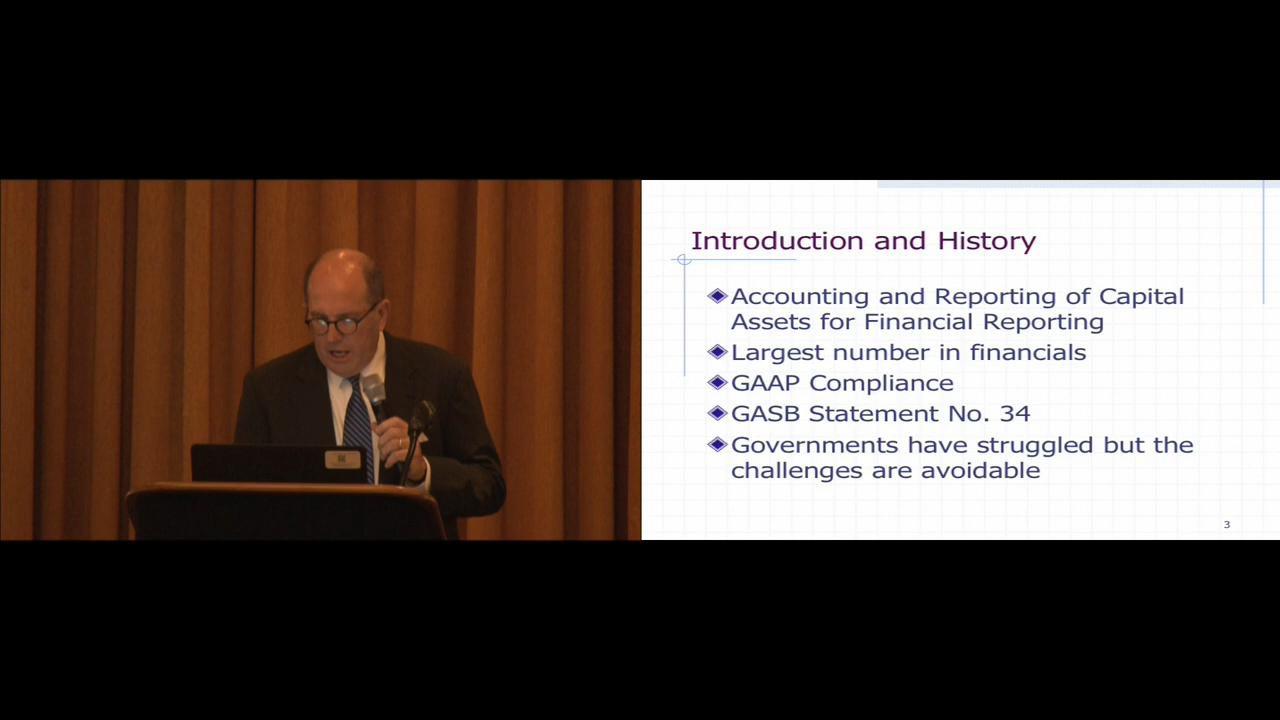 Introduction and History
Accounting and Reporting of Capital
Assets for Financial Reporting
Largest number in financials
GAAP Compliance
GASB Statement No. 34
Governments have struggled but the
challenges are avoidable
3